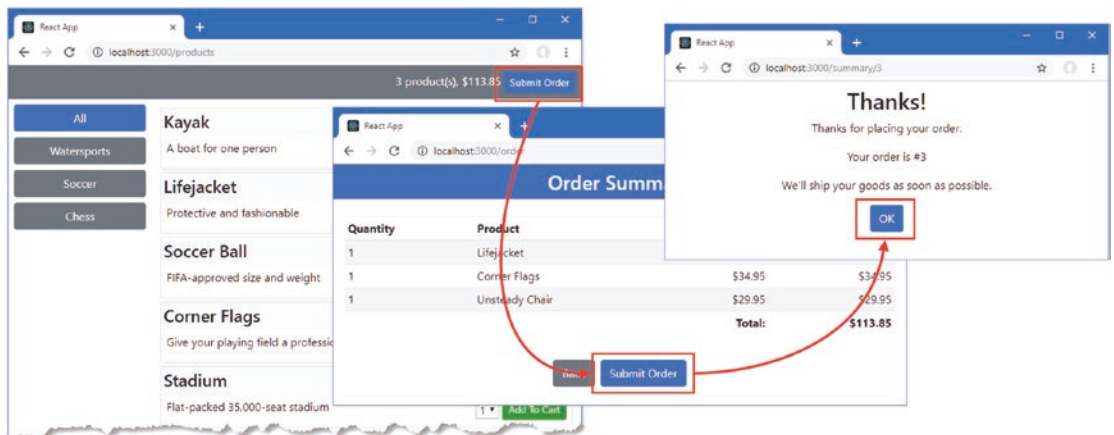 React App
localhost:3000/products
3 product(s), $113.85 Submit Order
All
Watersports
Soccer
Chess
Kayak
A boat for one person
Lifejacket
Protective and fashionable
Soccer Ball
FIFA-approved size and weight
Corner Flags
Give your playing field a
Stadium
Flat-packed 35,000-seat stadium
1 Add To Cart
React App
localhost:3000/order
Order
Quantity Product
1 Lifejacket
1 Corner Flags $34.95 $34.95
1 Unsteady Chair $29.95 $29.95
Total: $113.85
Submit Order
React App
localhost:3000/summary/3
Thanks!
Thanks for placing your order.
Your order is #3
We'll ship your goods as soon as possible.
OK